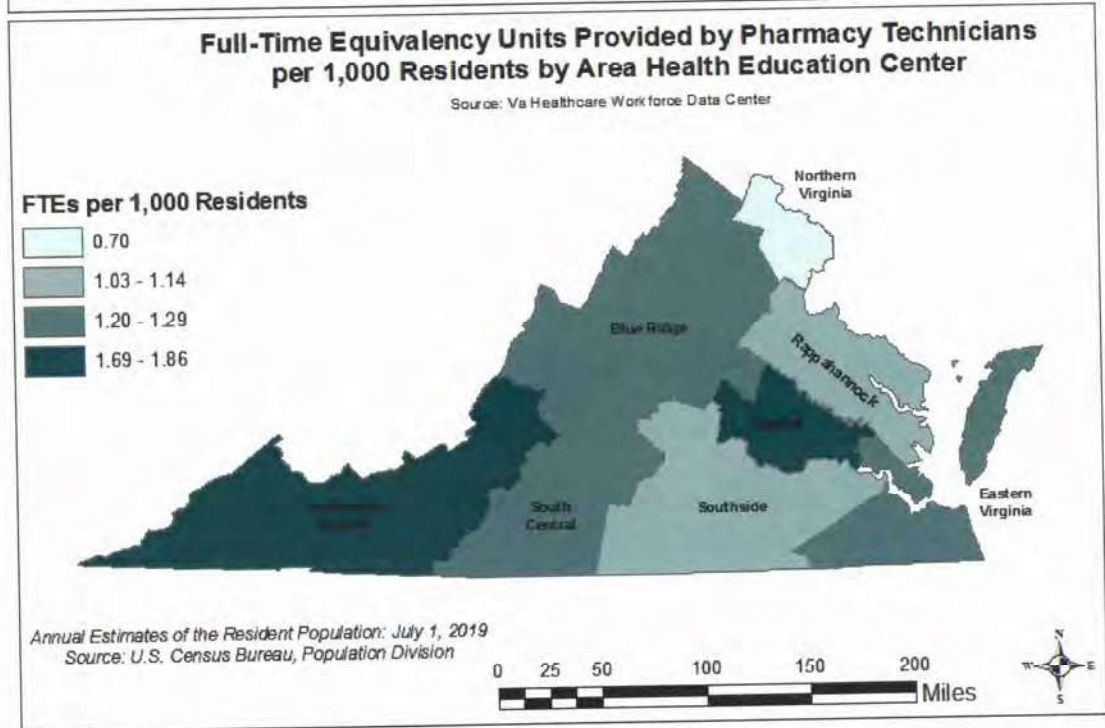 Full-Time Equivalency Units Provided by Pharmacy Technicians
per 1,000 Residents by Area Health Education Center
Source: Va Healthcare Workforce Data Center
FTEs per 1,000 Residents
0.70
1.03 - 1.14
1.20 - 1.29
1.69 - 1.86
Northern
Virginia
Blue Ridge
Rappahannock
South
Central
Southside
Eastern
Virginia
Annual Estimates of the Resident Population: July 1, 2019
Source: U.S. Census Bureau, Population Division
0 25 50 100 150 200
Miles
N
W
E
S